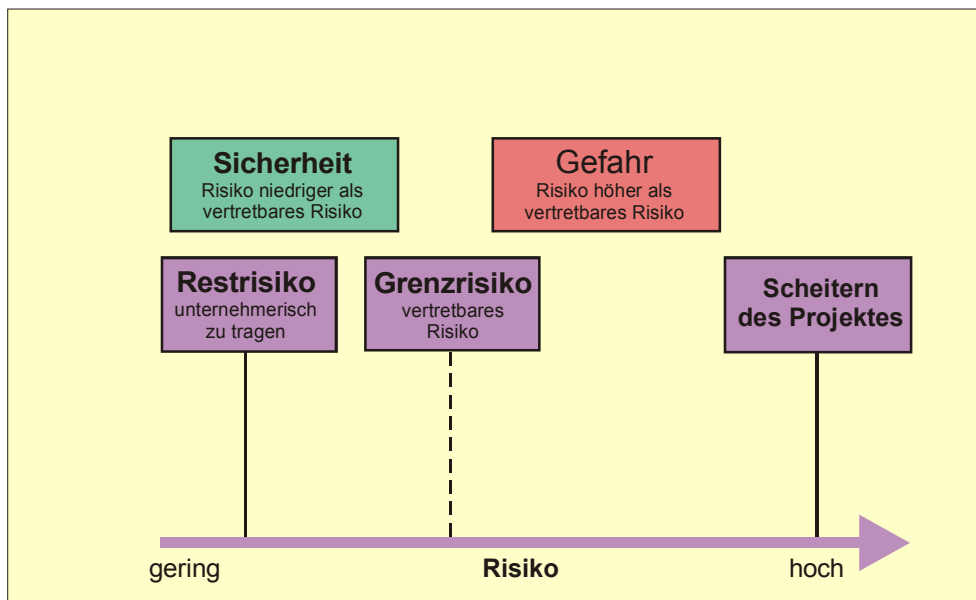 Sicherheit
Risiko niedriger als
vertretbares Risiko
Gefahr
Risiko höher als
vertretbares Risiko
Restrisiko
unternehmerisch
zu tragen
Grenzrisiko
vertretbares
Risiko
Scheitern
des Projektes
gering
Risiko
hoch